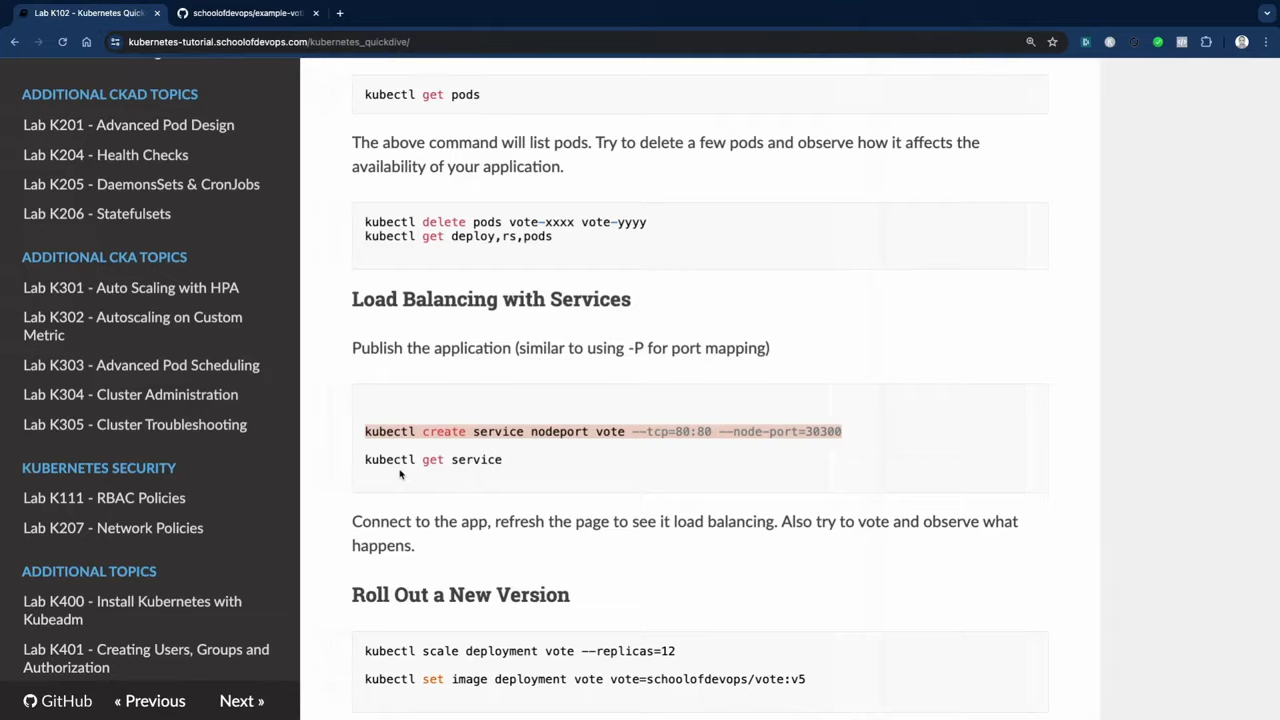 Lab K102 - Kubernetes Quick
schoolofdevops/example-vot
kubernetes-tutorial.schoolofdevops.com/kubernetes_quickdive/
ADDITIONAL CKAD TOPICS
Lab K201 - Advanced Pod Design
Lab K204 - Health Checks
Lab K205 - DaemonsSets & CronJobs
Lab K206 - Statefulsets
ADDITIONAL CKA TOPICS
Lab K301 - Auto Scaling with HPA
Lab K302 - Autoscaling on Custom
Metric
Lab K303 - Advanced Pod Scheduling
Lab K304 - Cluster Administration
Lab K305 - Cluster Troubleshooting
KUBERNETES SECURITY
Lab K111 - RBAC Policies
Lab K207 - Network Policies
ADDITIONAL TOPICS
Lab K400 - Install Kubernetes with
Kubeadm
Lab K401 - Creating Users, Groups and
Authorization
GitHub « Previous Next »
kubectl get pods
The above command will list pods. Try to delete a few pods and observe how it affects the
availability of your application.
kubectl delete pods vote-xxxx vote-yyyy
kubectl get deploy,rs,pods
Load Balancing with Services
Publish the application (similar to using -P for port mapping)
kubectl create service nodeport vote --tcp=80:80 --node-port=30300
kubectl get service
Connect to the app, refresh the page to see it load balancing. Also try to vote and observe what
happens.
Roll Out a New Version
kubectl scale deployment vote --replicas=12
kubectl set image deployment vote vote=schoolofdevops/vote:v5